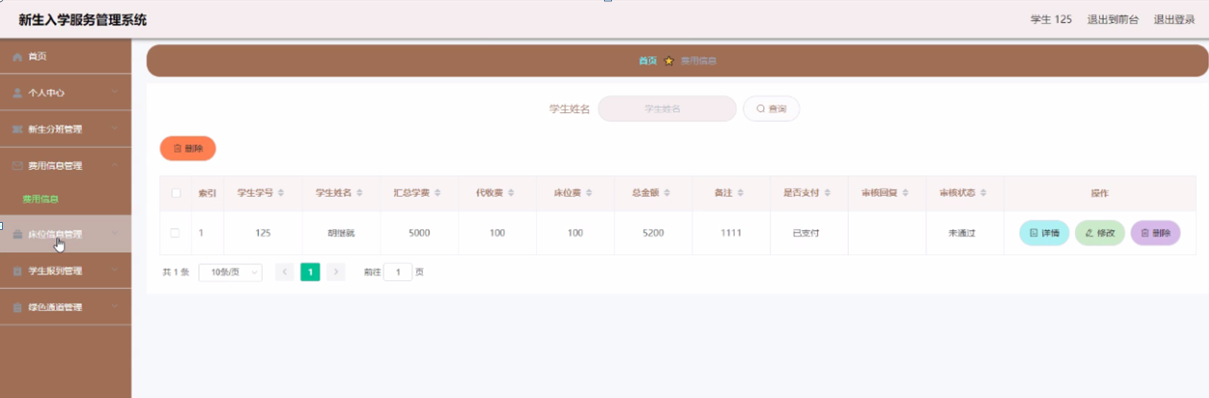 新生入学服务管理系统
学生 125 退出到前台 退出登录
首页
个人中心
新生分班管理
费用信息管理
费用信息
床位信息管理
学生报到管理
绿色通道管理
首页 费用信息
学生姓名 学生姓名 查询
删除
索引 学生学号 学生姓名 汇总学费 代收费 床位费 总金额 备注 是否支付 审核回复 审核状态 操作
1 125 5000 100 100 5200 1111 已支付 未通过 详情 修改 删除
共 1 条 10条/页 1 前往 1 页